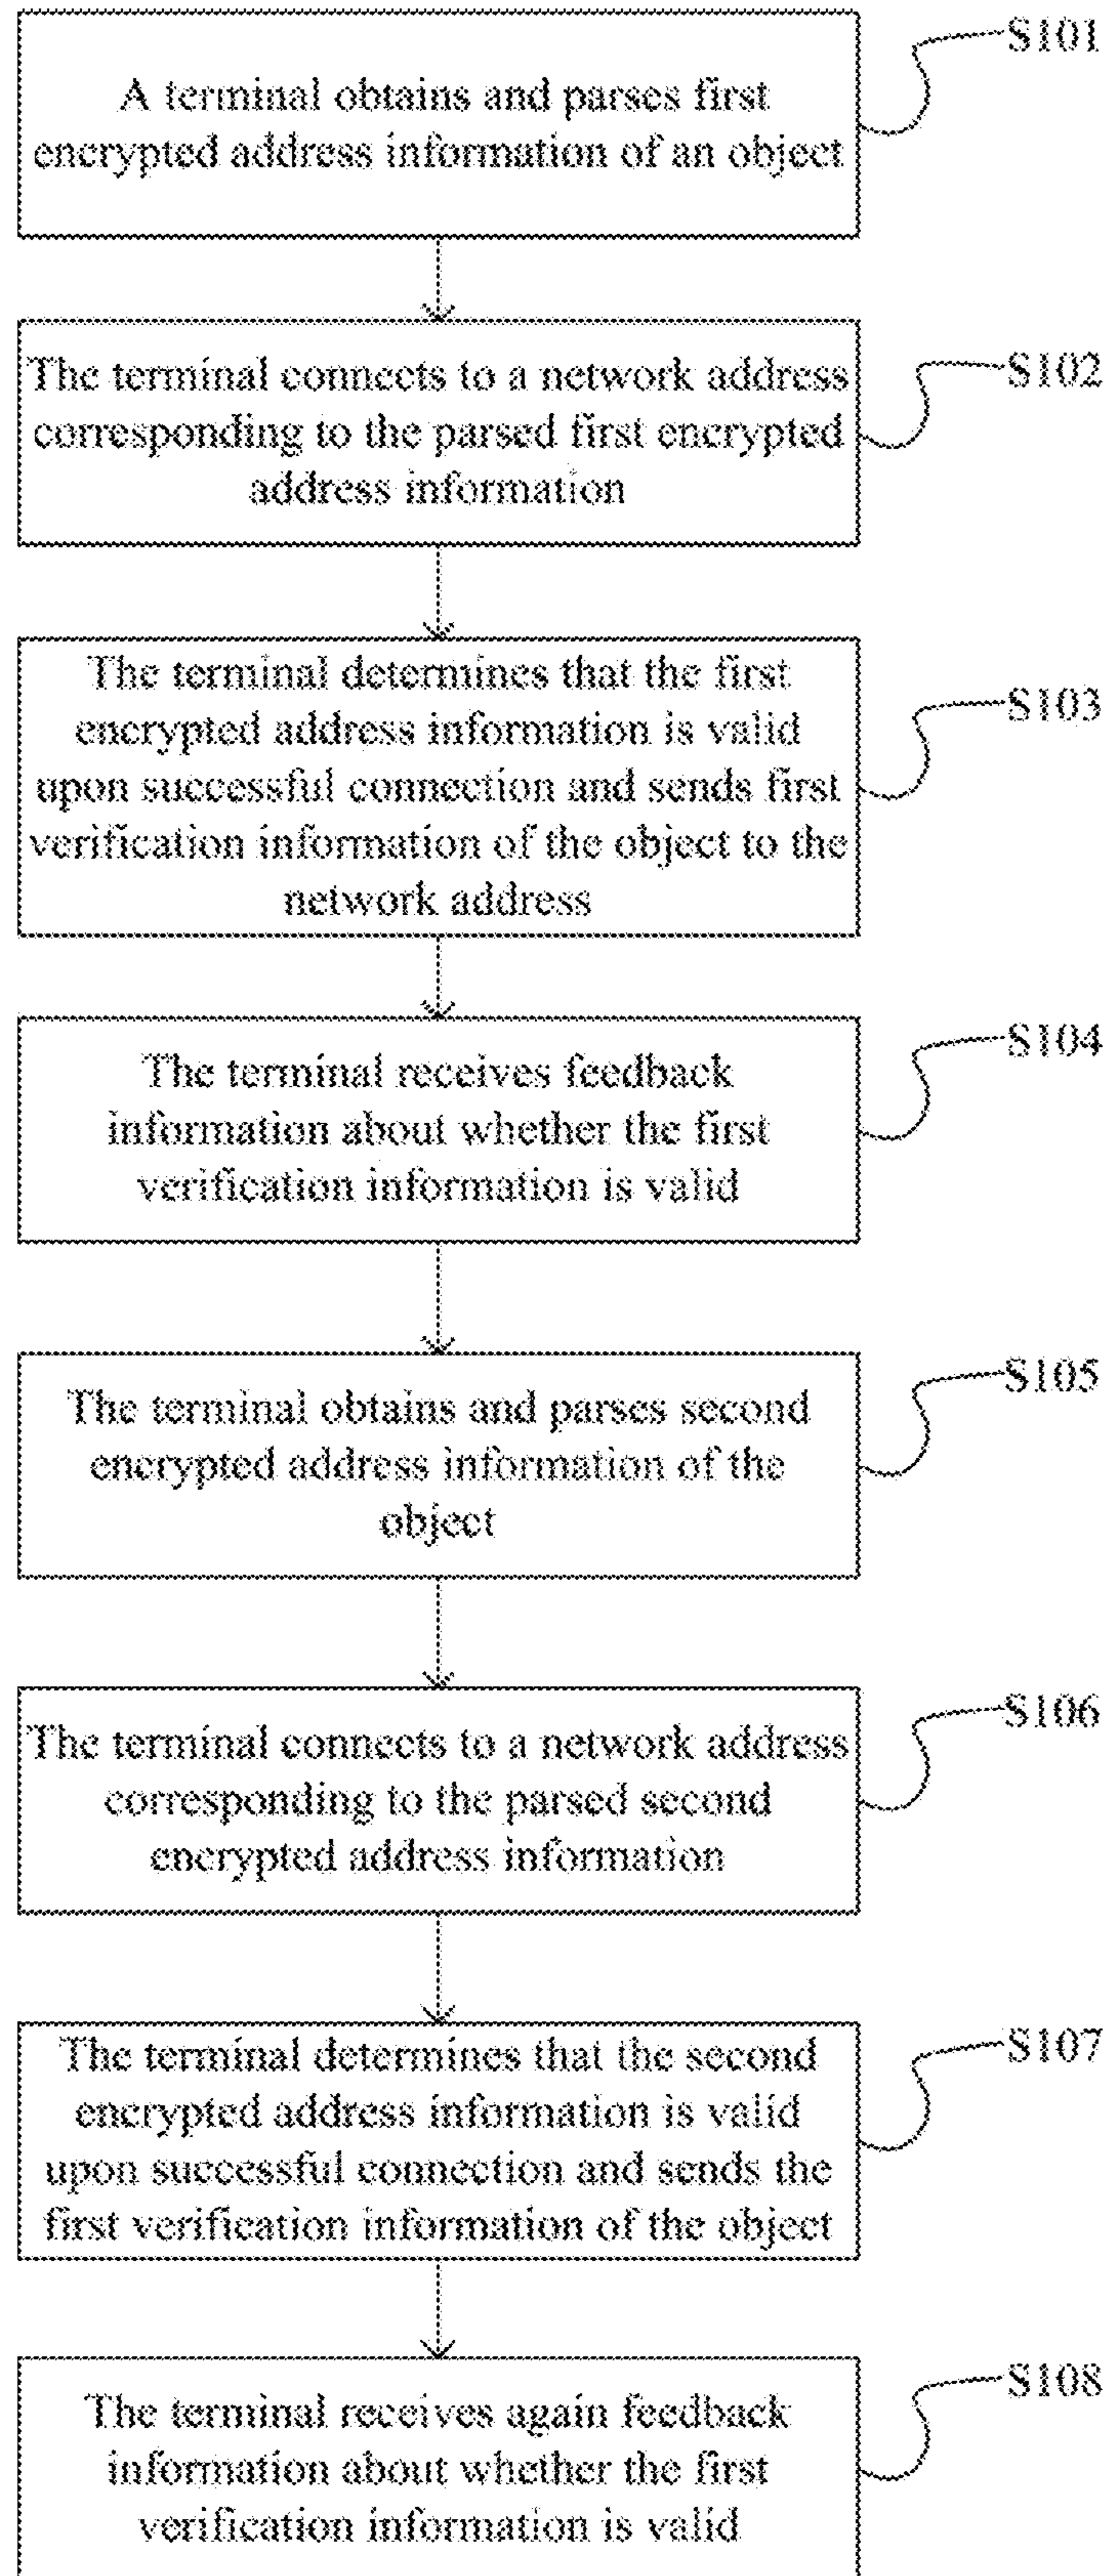 S101
A terminal obtains and parses first
encrypted address information of an object
S102
The terminal connects to a network address
corresponding to the parsed first encrypted
address information
S103
The terminal determines that the first
encrypted address information is valid
upon successful connection and sends first
verification information of the object to the
network address
S104
The terminal receives feedback
information about whether the first
verification information is valid
S105
The terminal obtains and parses second
encrypted address information of the
object
S106
The terminal connects to a network address
corresponding to the parsed second
encrypted address information
S107
The terminal determines that the second
encrypted address information is valid
upon successful connection and sends the
first verification information of the object
S108
The terminal receives again feedback
information about whether the first
verification information is valid